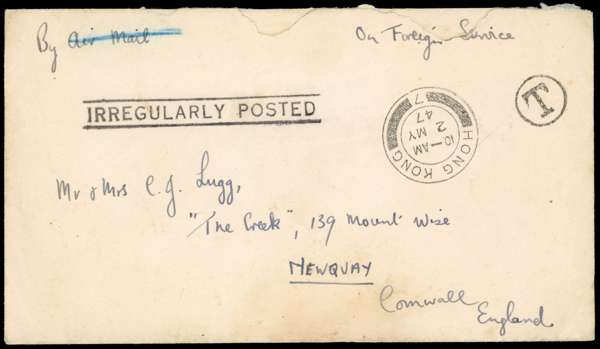 By Air Mail
On Foreign Service
IRREGULARLY POSTED
HONG KONG
7
10 — AM
2 MY
47
T
Mr & Mrs C. J. Lugg,
"The Creek", 139 Mount Wise
NEWQUAY
Cornwall
England